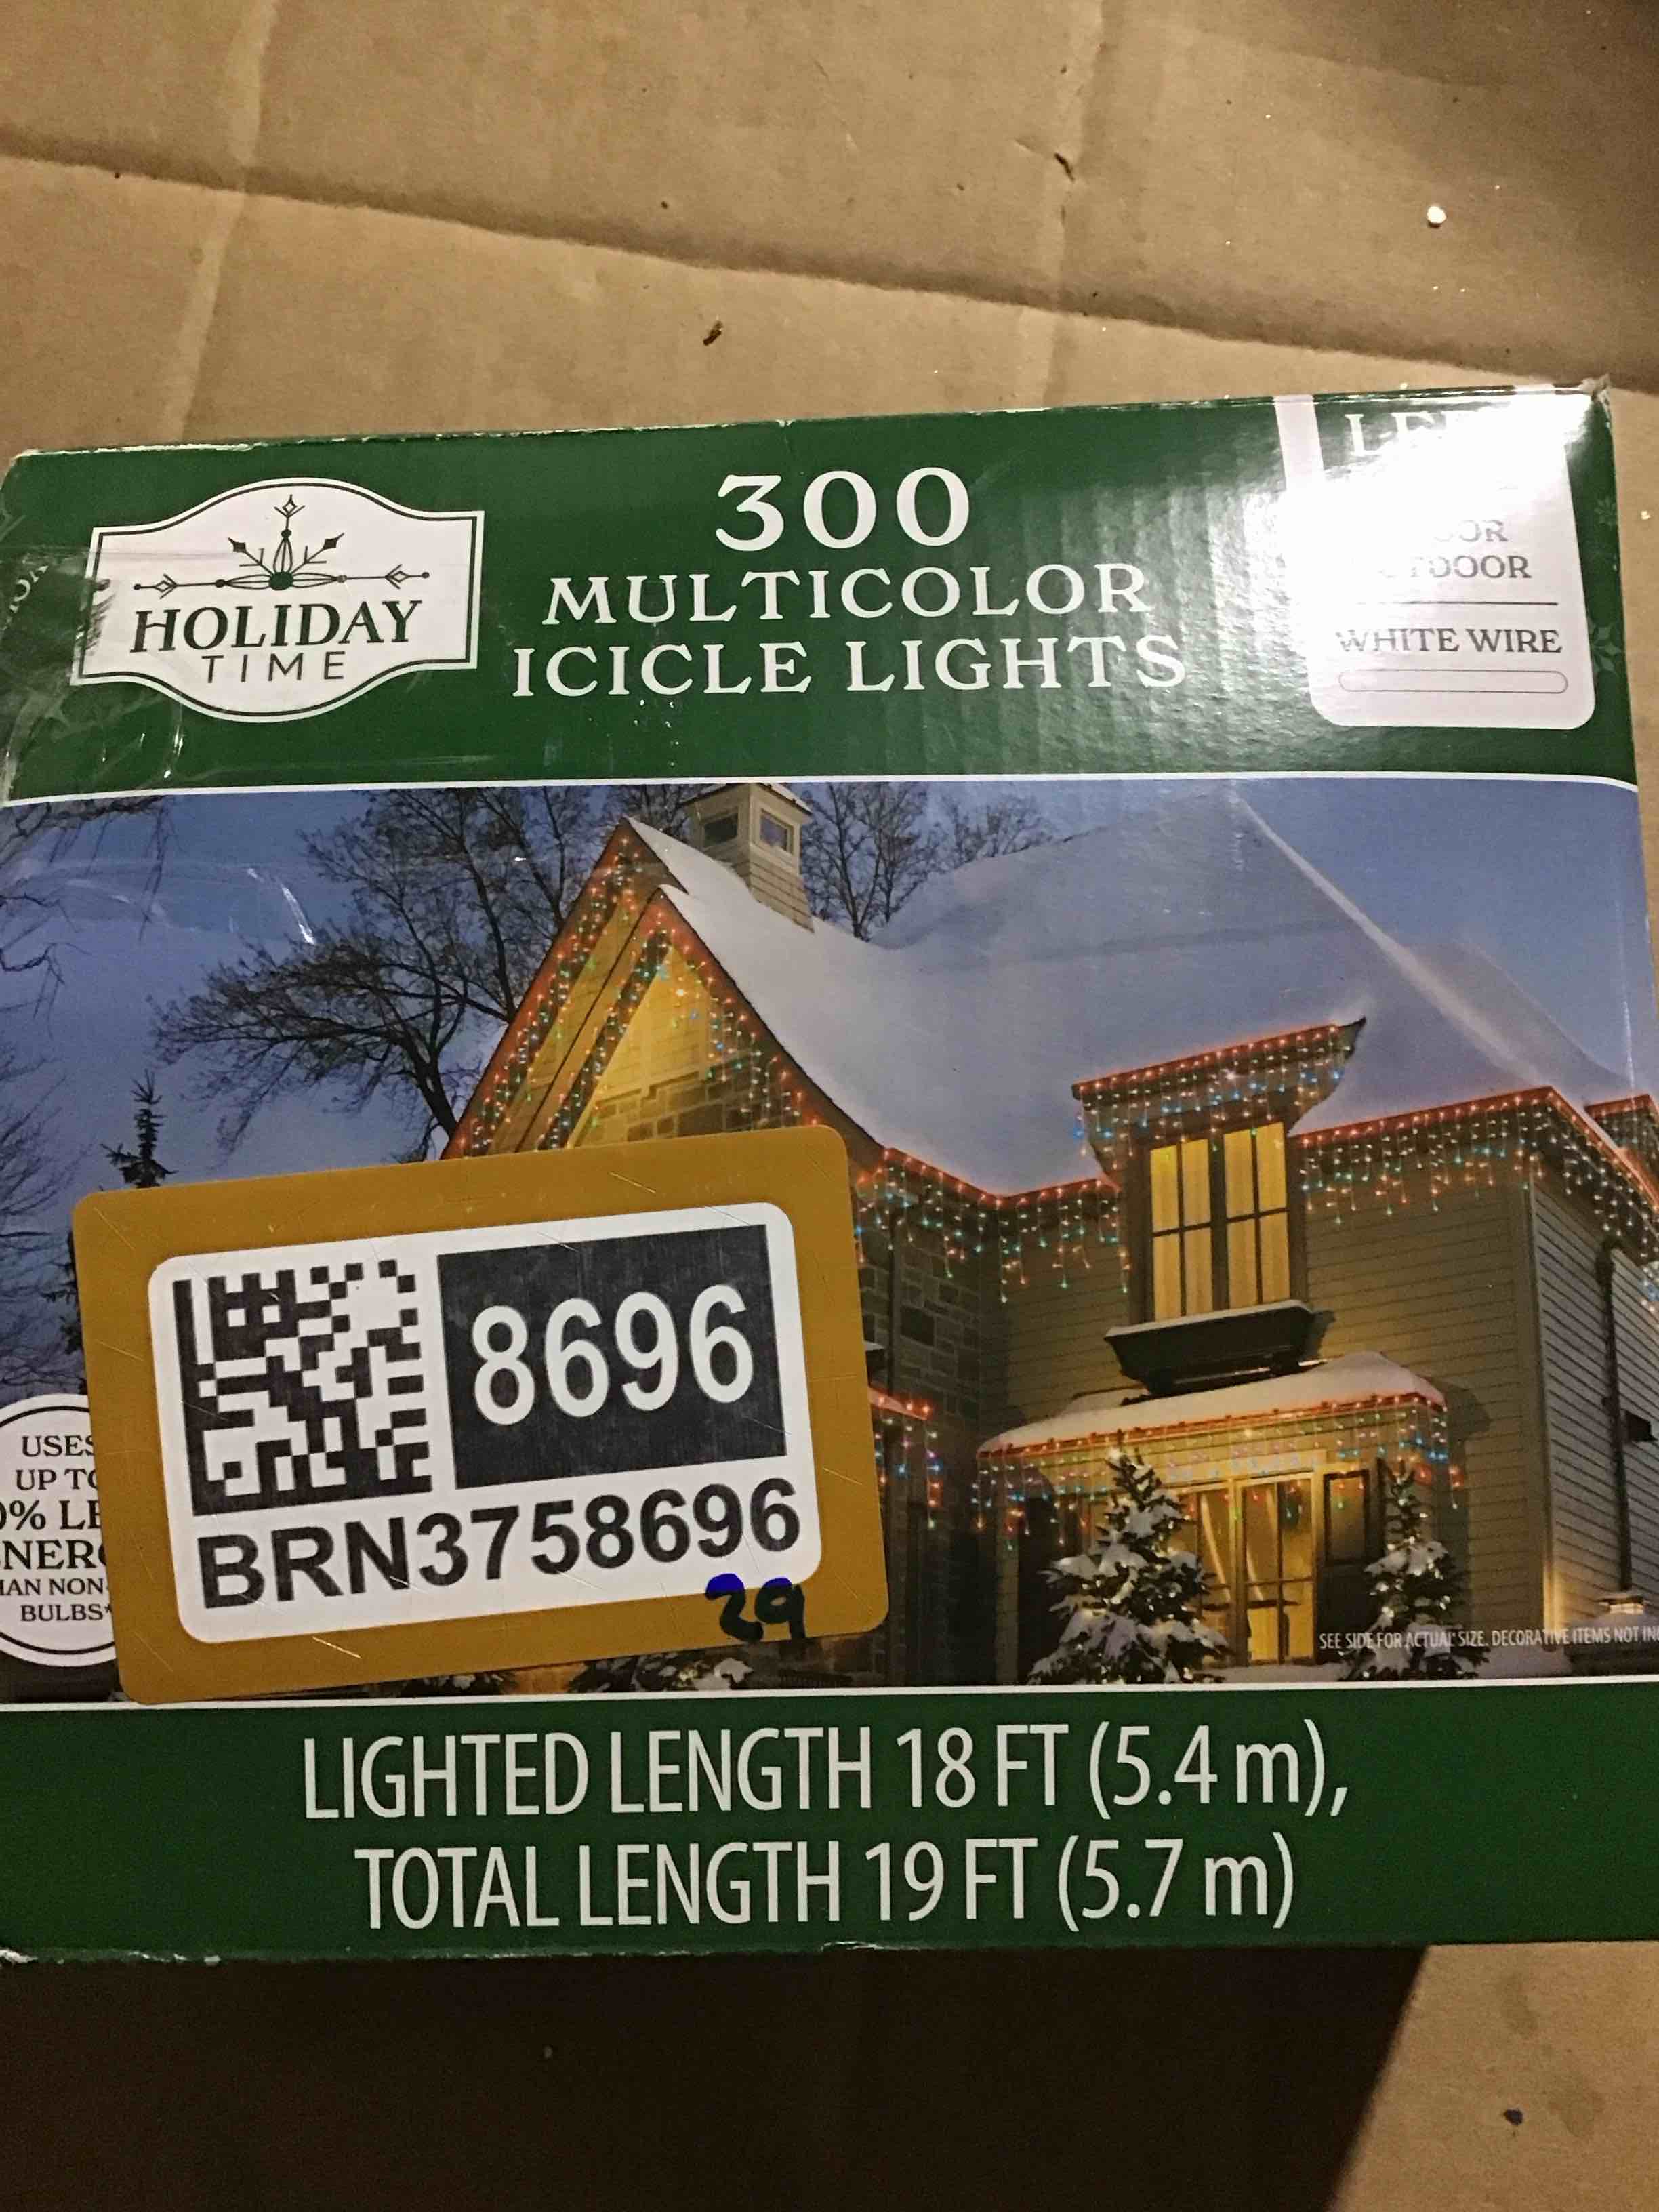 HOLIDAY
TIME
300
MULTICOLOR
ICICLE LIGHTS
WHITE WIRE
8696
BRN3758696
29
USES
UP TO
BULBS*
SEE SIDE FOR ACTUAL SIZE. DECORATIVE ITEMS NOT
LIGHTED LENGTH 18 FT (5.4 m),
TOTAL LENGTH 19 FT (5.7 m)